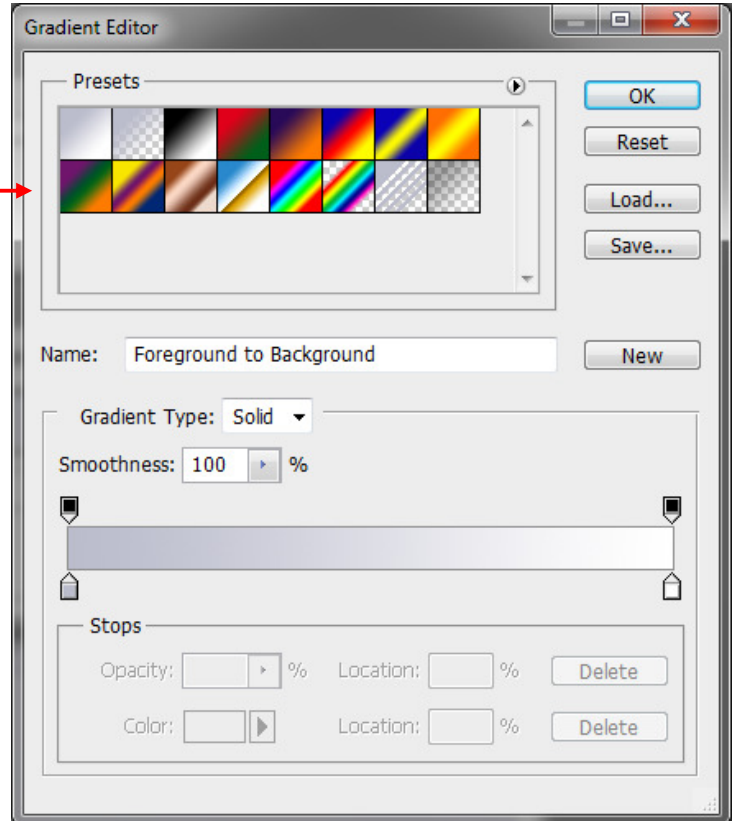 Gradient Editor
Presets
OK
Reset
Load...
Save...
Name: Foreground to Background New
Gradient Type: Solid
Smoothness: 100 %
Stops
Opacity: % Location: % Delete
Color: Location: % Delete